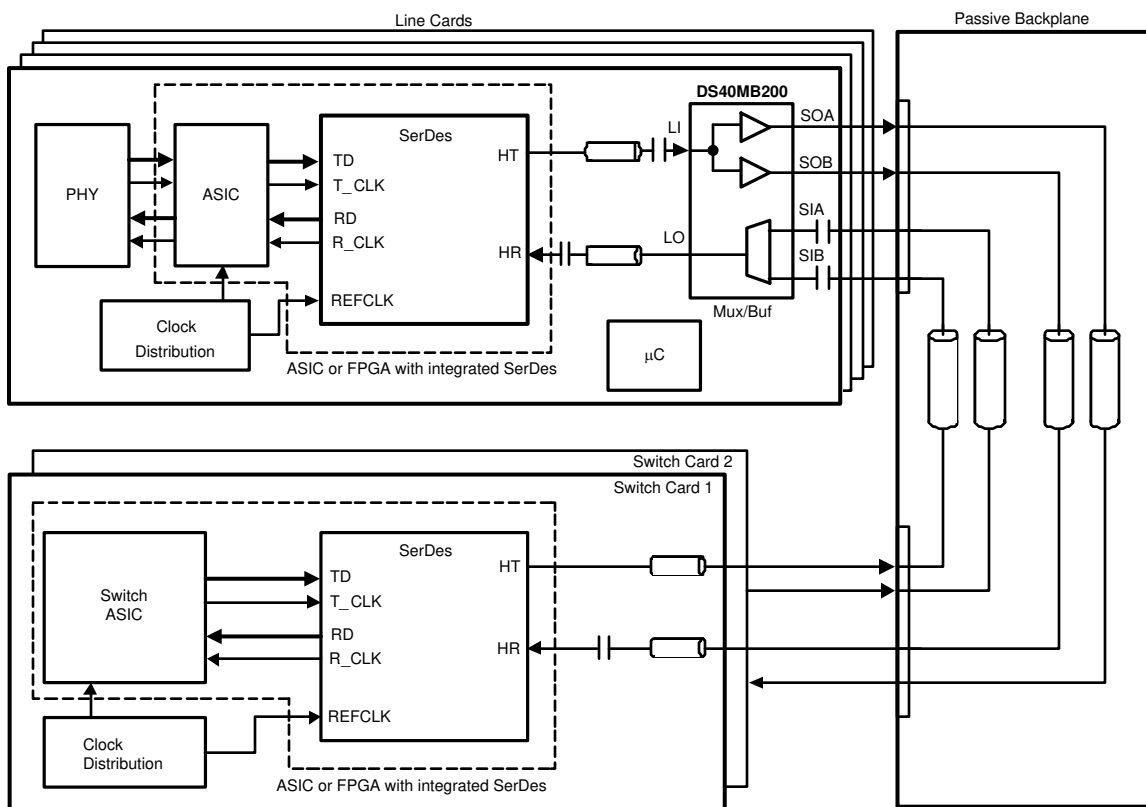 Line Cards
Passive Backplane
DS40MB200
SerDes
PHY
ASIC
TD
T_CLK
RD
R_CLK
REFCLK
HT
HR
LI
LO
SOA
SOB
SIA
SIB
Mux/Buf
Clock
Distribution
ASIC or FPGA with integrated SerDes
μC
Switch Card 2
Switch Card 1
SerDes
Switch
ASIC
TD
T_CLK
RD
R_CLK
REFCLK
HT
HR
Clock
Distribution
ASIC or FPGA with integrated SerDes